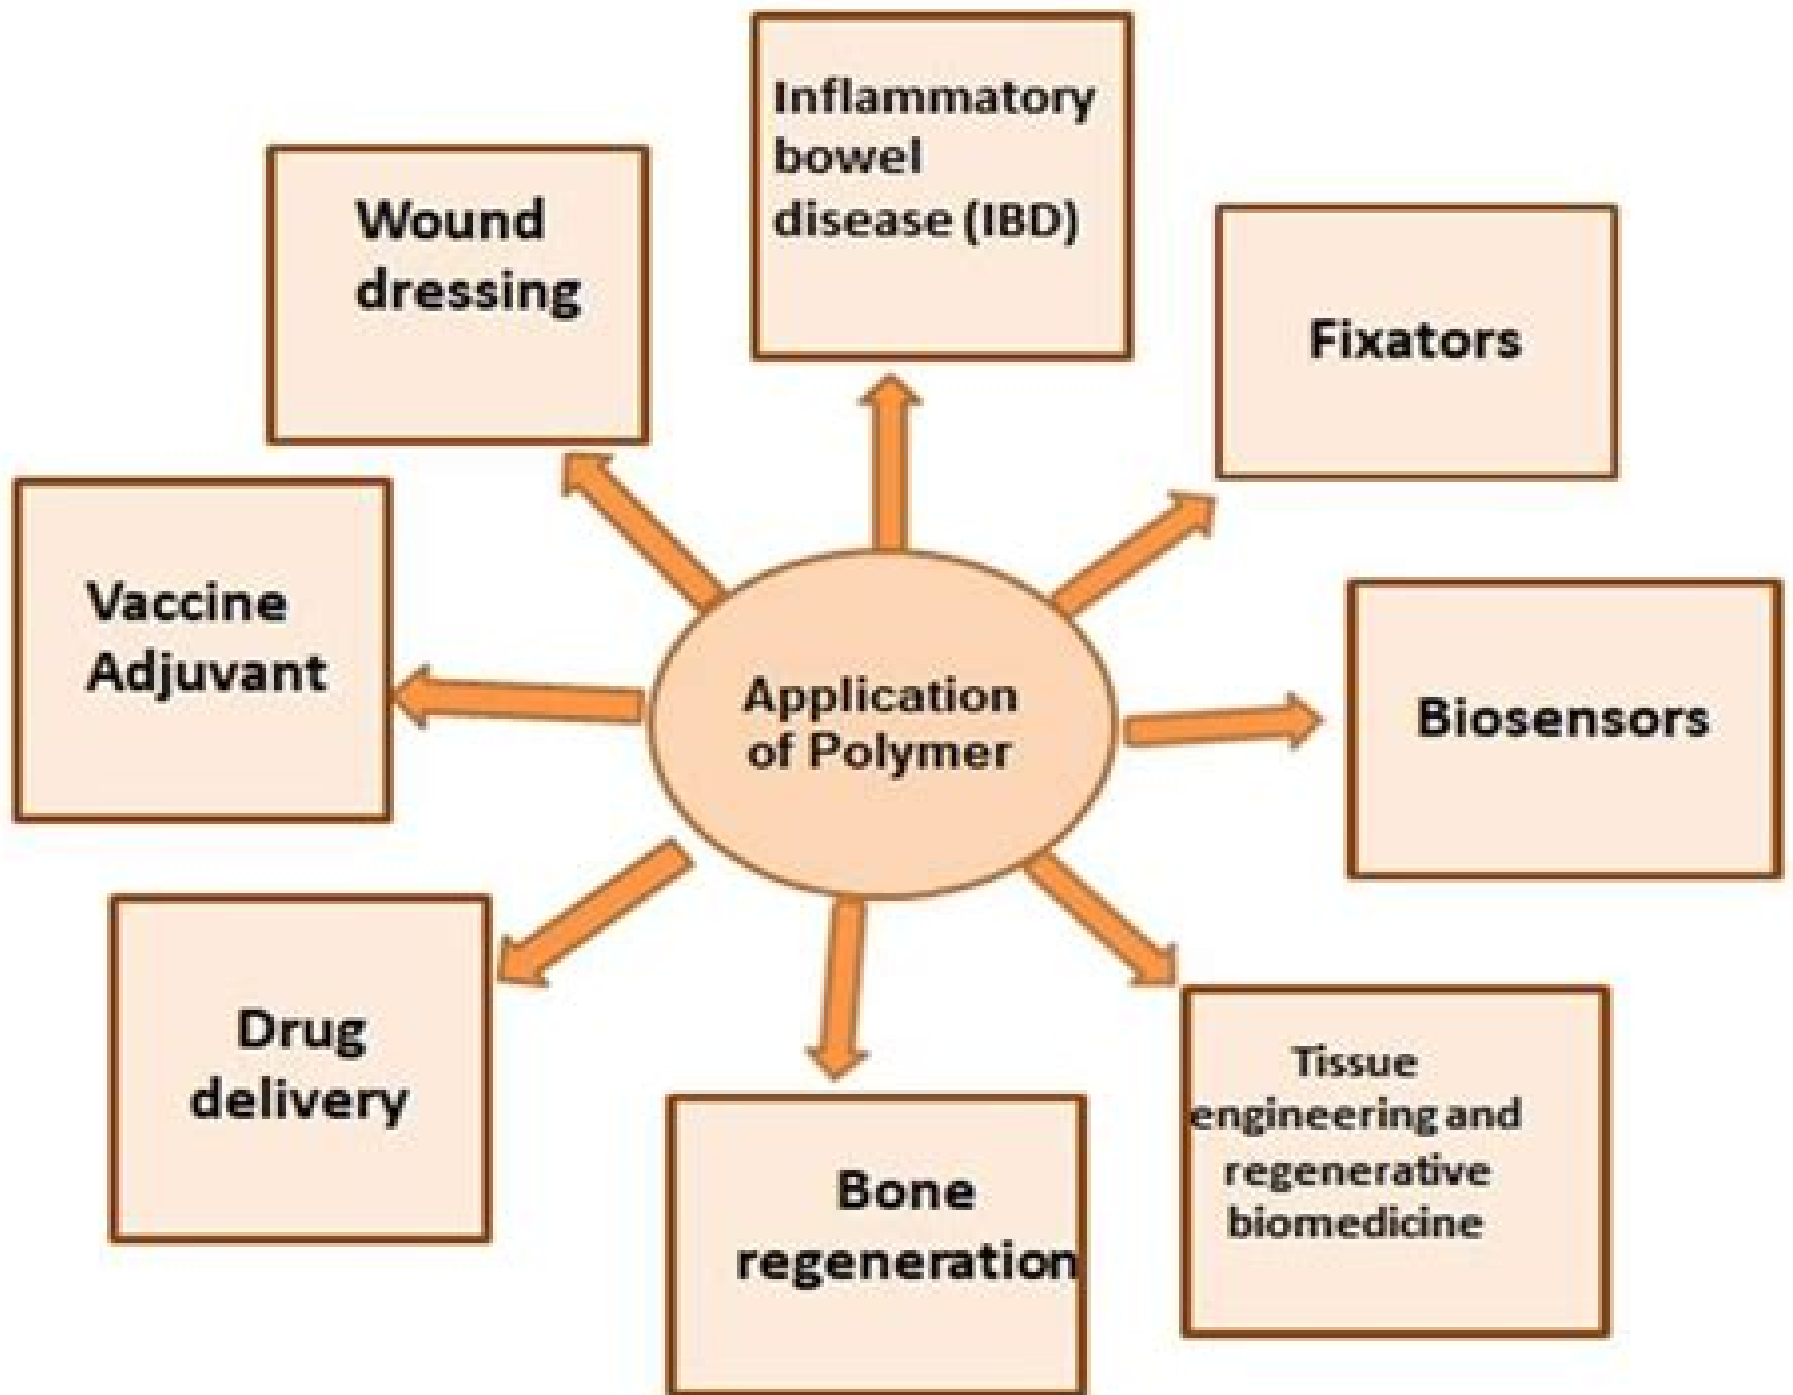 Inflammatory
bowel
disease (IBD)
Wound
dressing
Fixators
Vaccine
Adjuvant
Application
of Polymer
Biosensors
Drug
delivery
Tissue
engineering and
regenerative
biomedicine
Bone
regeneration